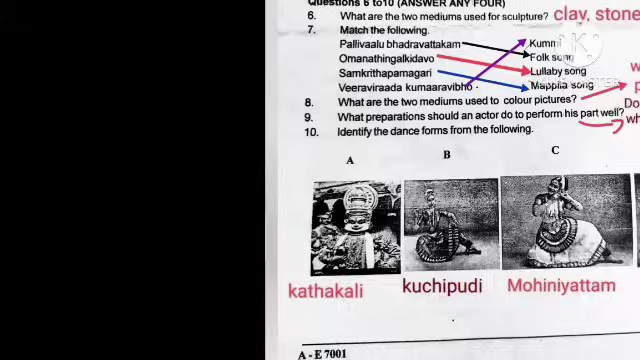 Questions 6 to10 (ANSWER ANY FOUR)
6. What are the two mediums used for sculpture? clay, stone
7. Match the following.
Pallivaalu bhadravattakam Kummi
Omanathingalkidavo Folk song
Samkrithapamagari Lullaby song
Veeraviraada kumaaravibho Mappila song
8. What are the two mediums used to colour pictures?
9. What preparations should an actor do to perform his part well?
10. Identify the dance forms from the following.
A B C
kathakali kuchipudi Mohiniyattam
A - E 7001